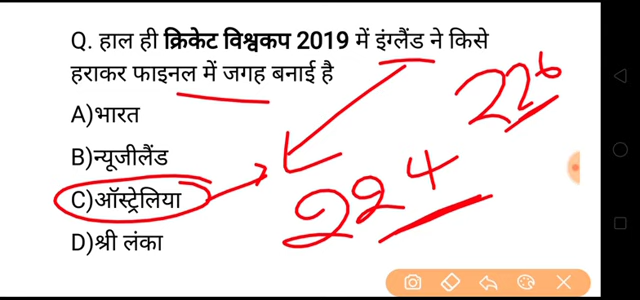 Q. हाल ही क्रिकेट विश्वकप 2019 में इंग्लैंड ने किसे
हराकर फाइनल में जगह बनाई है
226
A)भारत
B)न्यूजीलैंड
224
C)ऑस्ट्रेलिया
D)श्री लंका